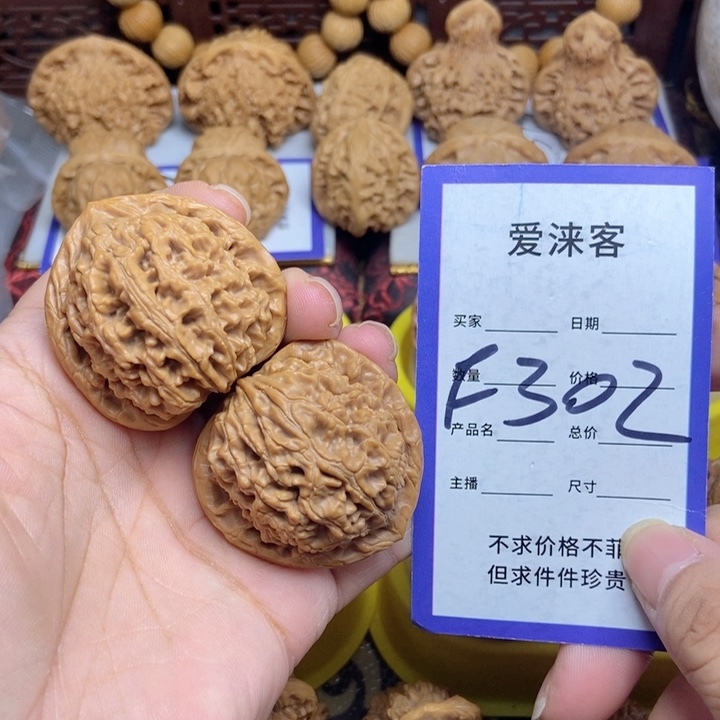 爱涞客
买家 日期
数量 价格
F302
产品名 总价
主播 尺寸
不求价格不菲
但求件件珍贵